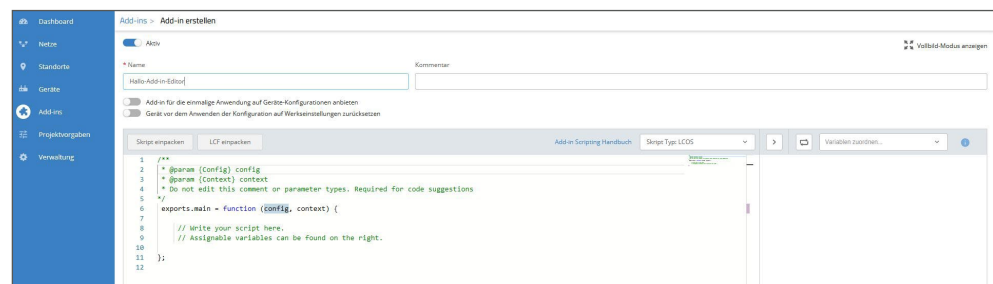 Dashboard
Netze
Standorte
Geräte
Add-ins
Projektvorgaben
Verwaltung
Add-ins > Add-in erstellen
Aktiv
Vollbild-Modus anzeigen
* Name
Kommentar
Hallo-Add-in-Editor
Add-in für die einmalige Anwendung auf Geräte-Konfigurationen anbieten
Gerät vor dem Anwenden der Konfiguration auf Werkseinstellungen zurücksetzen
Skript einpacken
LCF einpacken
Add-in Scripting Handbuch
Skript Typ: LCOS
Variablen zuordnen...
1 /**
2 * @param {Config} config
3 * @param {Context} context
4 * Do not edit this comment or parameter types. Required for code suggestions
5 */
6 exports.main = function (config, context) {
7
8 // Write your script here.
9 // Assignable variables can be found on the right.
10
11 };
12